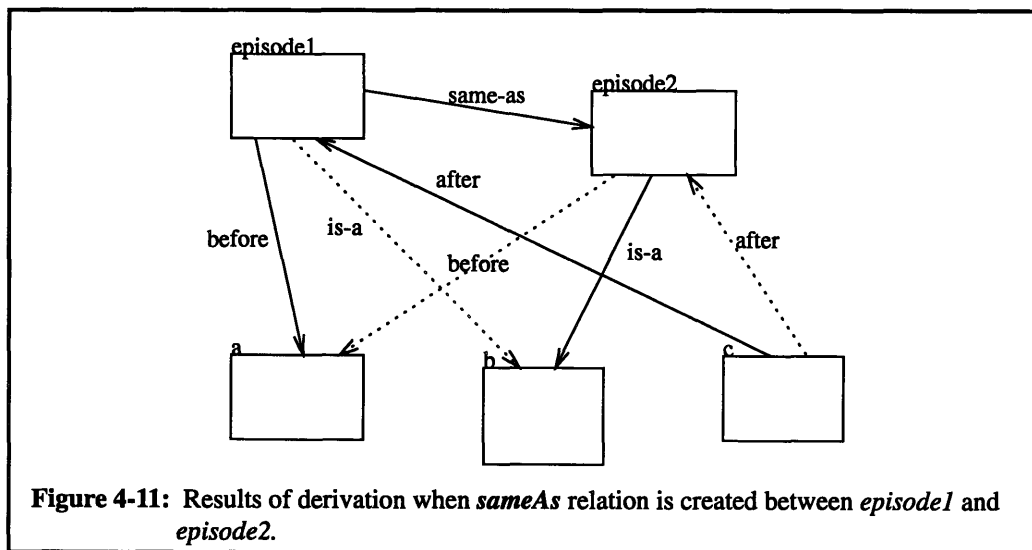 episode1
episode2
same-as
after
is-a
before
before
is-a
after
a
b
c
Figure 4-11: Results of derivation when sameAs relation is created between episode1 and
episode2.